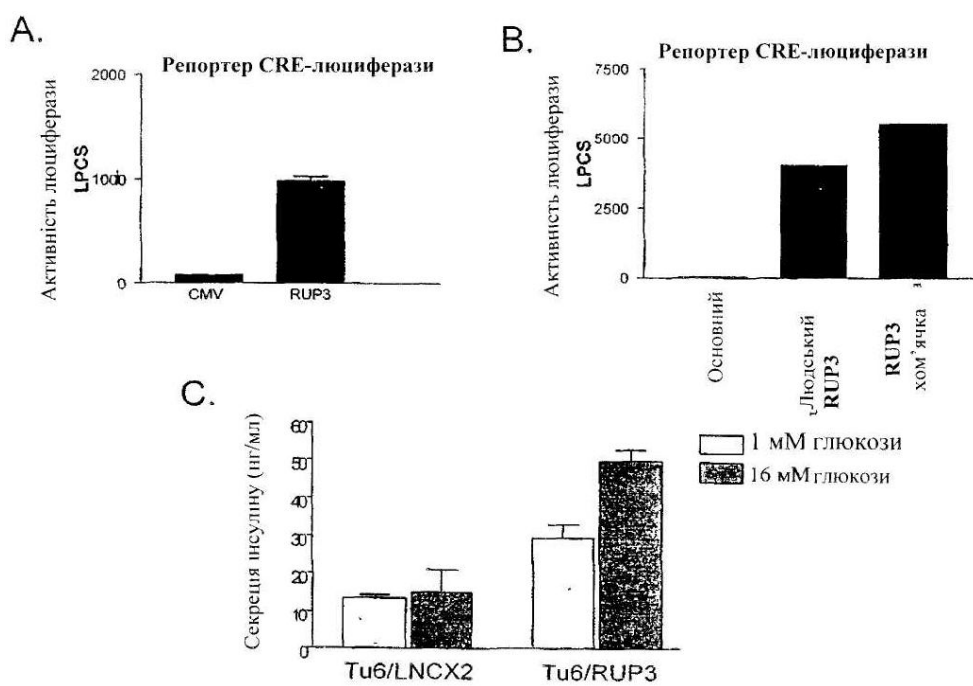 A.
Репортер CRE-люциферази
Активність люциферази
LPCS
2000
1000
0
CMV
RUP3
B.
Репортер CRE-люциферази
Активність люциферази
LPCS
7500
5000
2500
0
Основний
Людський
RUP3
RUP3
хом’ячка
C.
Секреція інсуліну (нг/мл)
60
50
40
30
20
10
0
Tu6/LNCX2
Tu6/RUP3
1 мМ глюкози
16 мМ глюкози